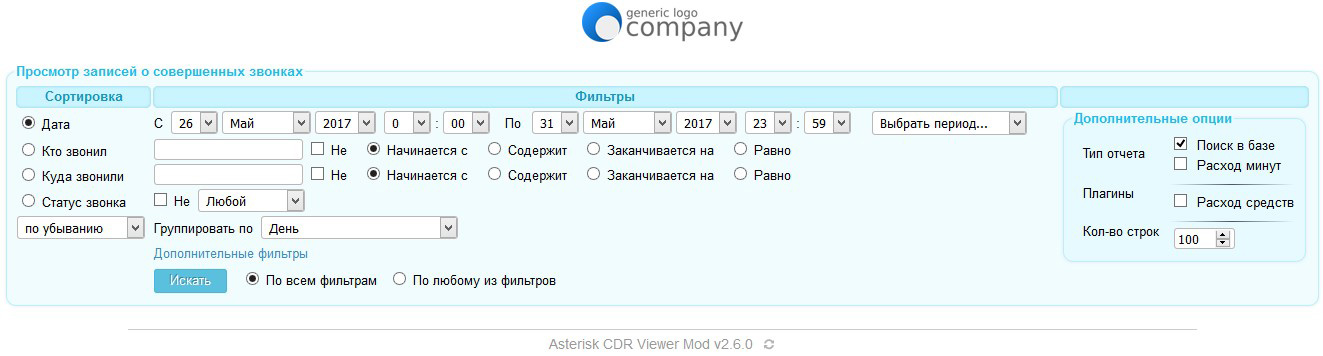 generic logo
company
Просмотр записей о совершенных звонках
Сортировка Фильтры
Дата С 26 Май 2017 0 : 00 По 31 Май 2017 23 : 59 Выбрать период...
Дополнительные опции
Кто звонил Не Начинается с Содержит Заканчивается на Равно
Тип отчета Поиск в базе
Расход минут
Куда звонили Не Начинается с Содержит Заканчивается на Равно
Статус звонка Не Любой
Плагины Расход средств
по убыванию Группировать по День
Кол-во строк 100
Дополнительные фильтры
Искать По всем фильтрам По любому из фильтров
Asterisk CDR Viewer Mod v2.6.0